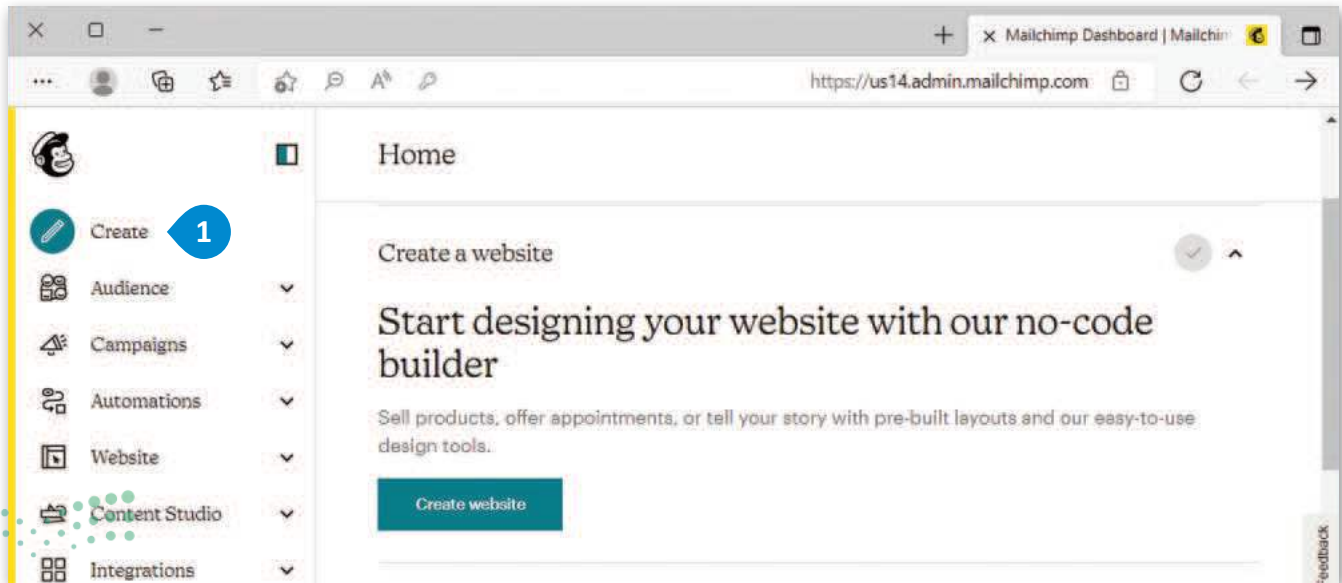 Mailchimp Dashboard | Mailchim
https://us14.admin.mailchimp.com
Home
Create
1
Audience
Campaigns
Automations
Website
Content Studio
Integrations
Create a website
Start designing your website with our no-code
builder
Sell products, offer appointments, or tell your story with pre-built layouts and our easy-to-use
design tools.
Create website
Feedback